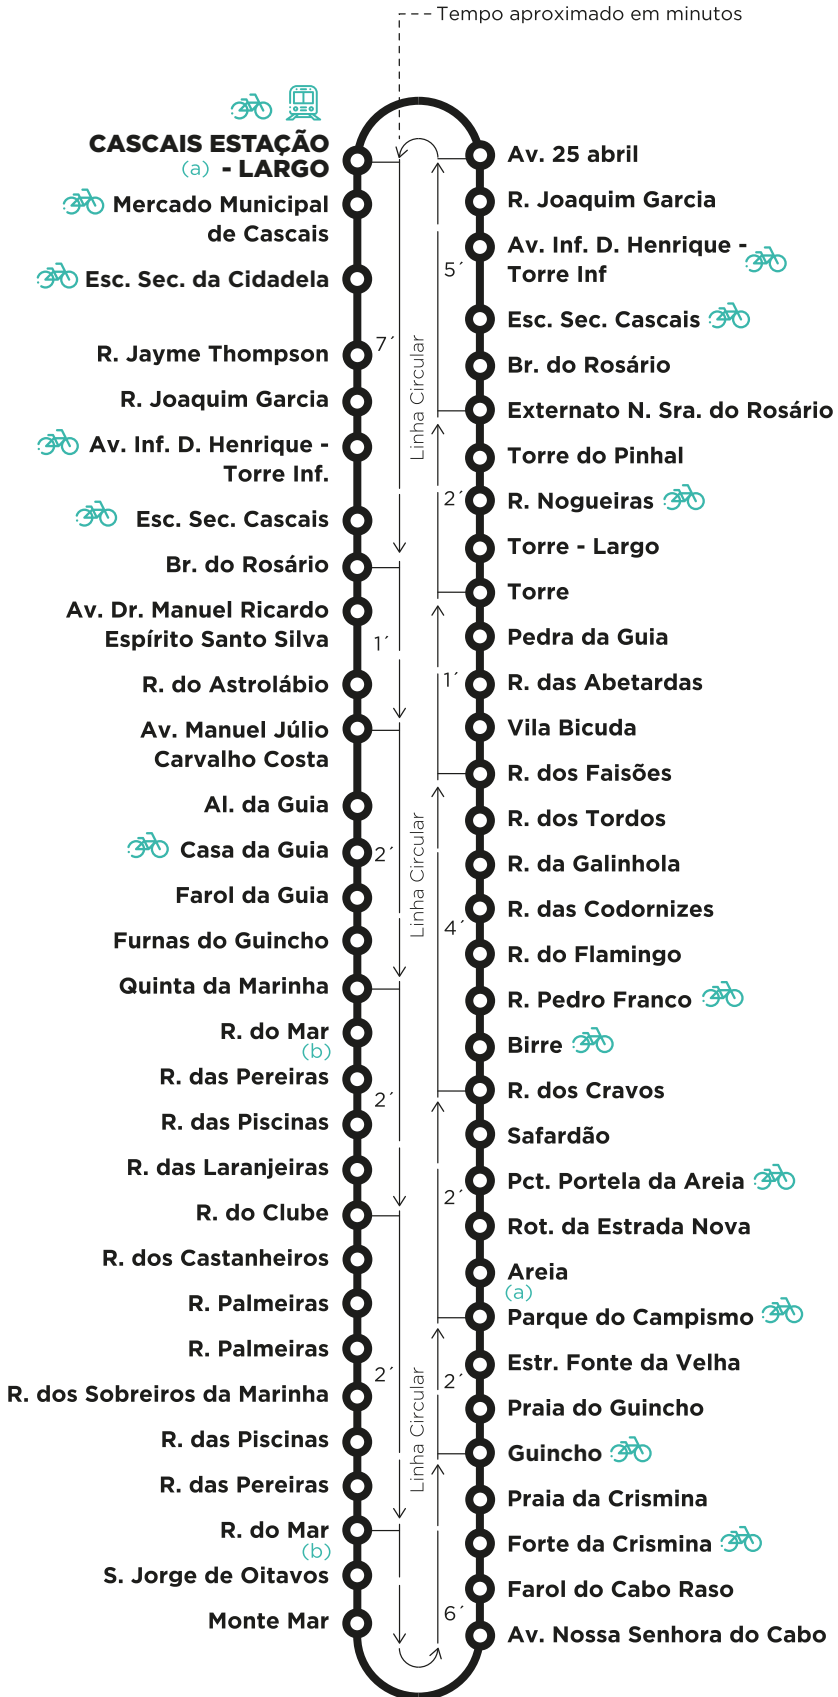 Tempo aproximado em minutos
CASCAIS ESTAÇÃO
(a) - LARGO
Mercado Municipal
de Cascais
Esc. Sec. da Cidadela
R. Jayme Thompson
R. Joaquim Garcia
Av. Inf. D. Henrique -
Torre Inf.
Esc. Sec. Cascais
Br. do Rosário
Av. Dr. Manuel Ricardo
Espírito Santo Silva
R. do Astrolábio
Av. Manuel Júlio
Carvalho Costa
Al. da Guia
Casa da Guia
Farol da Guia
Furnas do Guincho
Quinta da Marinha
R. do Mar
(b)
R. das Pereiras
R. das Piscinas
R. das Laranjeiras
R. do Clube
R. dos Castanheiros
R. Palmeiras
R. Palmeiras
R. dos Sobreiros da Marinha
R. das Piscinas
R. das Pereiras
R. do Mar
(b)
S. Jorge de Oitavos
Monte Mar
7´
1´
2´
2´
2´
Linha Circular
Linha Circular
Linha Circular
5´
2´
1´
4´
2´
2´
6´
Av. 25 abril
R. Joaquim Garcia
Av. Inf. D. Henrique -
Torre Inf
Esc. Sec. Cascais
Br. do Rosário
Externato N. Sra. do Rosário
Torre do Pinhal
R. Nogueiras
Torre - Largo
Torre
Pedra da Guia
R. das Abetardas
Vila Bicuda
R. dos Faisões
R. dos Tordos
R. da Galinhola
R. das Codornizes
R. do Flamingo
R. Pedro Franco
Birre
R. dos Cravos
Safardão
Pct. Portela da Areia
Rot. da Estrada Nova
Areia
(a)
Parque do Campismo
Estr. Fonte da Velha
Praia do Guincho
Guincho
Praia da Crismina
Forte da Crismina
Farol do Cabo Raso
Av. Nossa Senhora do Cabo